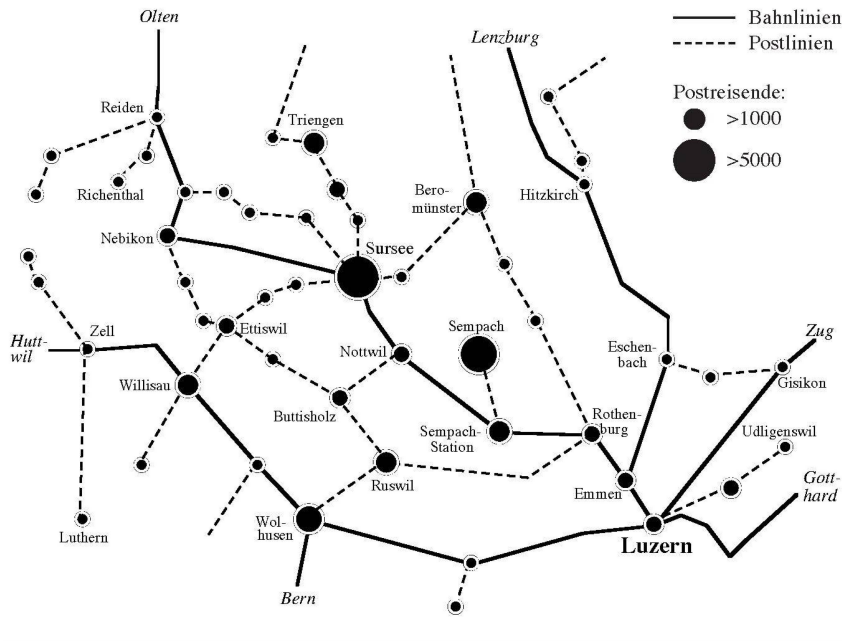 Olten
Lenzburg
Bahnlinien
Postlinien
Postreisende:
>1000
>5000
Reiden
Triengen
Richenthal
Bero-
münster
Hitzkirch
Nebikon
Sursee
Hutt-
wil
Zell
Ettiswil
Nottwil
Sempach
Eschen-
bach
Zug
Gisikon
Willisau
Buttisholz
Sempach-
Station
Rothen-
burg
Udligenswil
Ruswil
Emmen
Gott-
hard
Luthern
Wol-
husen
Luzern
Bern